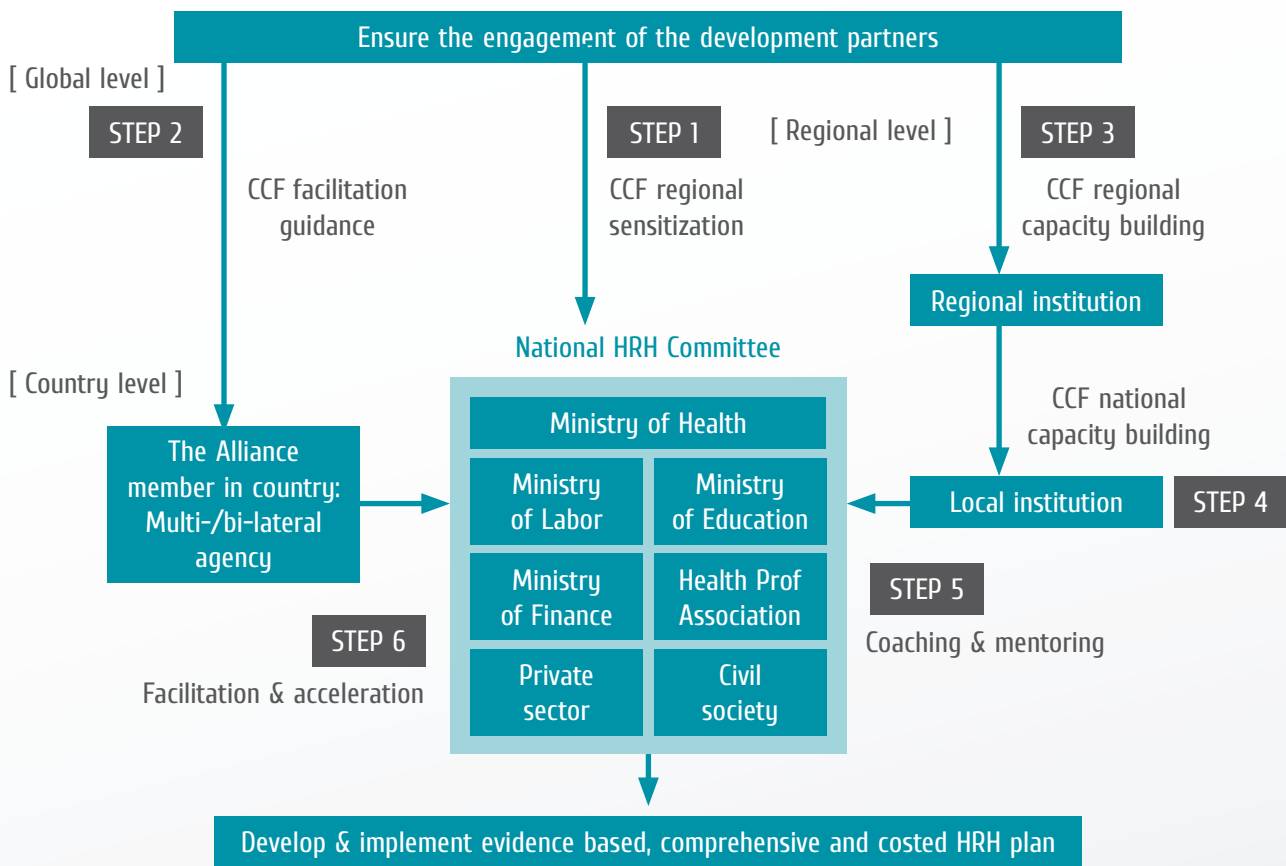 Ensure the engagement of the development partners
[ Global level ]
STEP 2
STEP 1
[ Regional level ]
STEP 3
CCF facilitation
guidance
CCF regional
sensitization
CCF regional
capacity building
Regional institution
National HRH Committee
[ Country level ]
CCF national
capacity building
The Alliance
member in country:
Multi-/bi-lateral
agency
Ministry of Health
Ministry
of Labor
Ministry
of Education
Local institution
STEP 4
Ministry
of Finance
Health Prof
Association
STEP 5
Coaching & mentoring
STEP 6
Facilitation & acceleration
Private
sector
Civil
society
Develop & implement evidence based, comprehensive and costed HRH plan